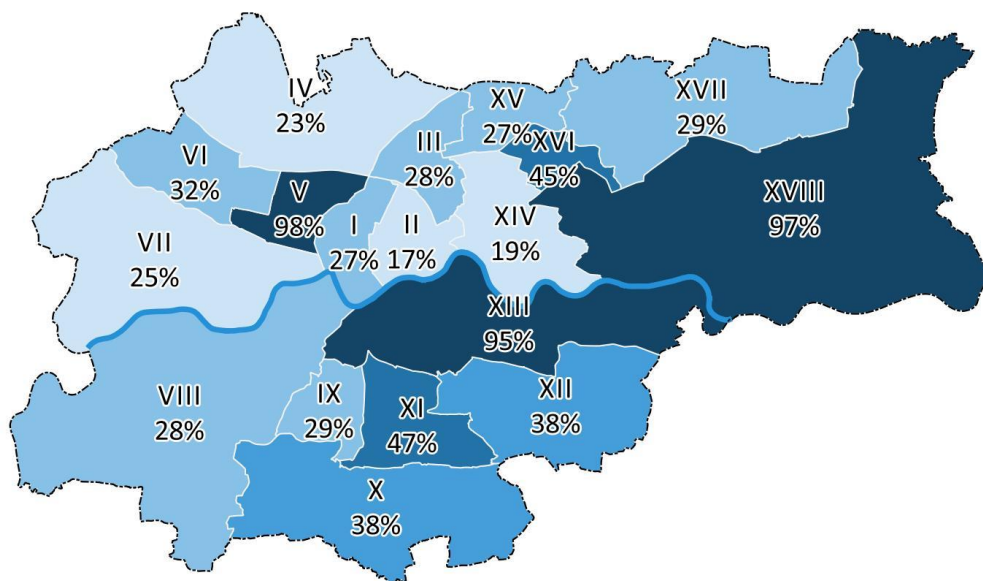 IV
23%
XV
27%
XVII
29%
III
28%
XVI
45%
VI
32%
V
98%
XVIII
97%
I
27%
II
17%
XIV
19%
VII
25%
XIII
95%
VIII
28%
IX
29%
XI
47%
XII
38%
X
38%